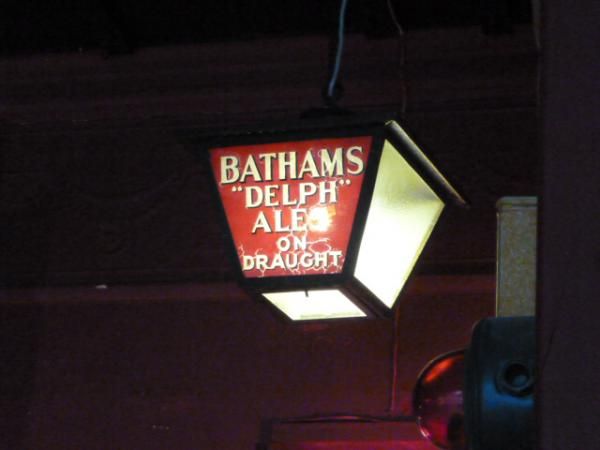 BATHAMS
"DELPH"
ALES
ON
DRAUGHT